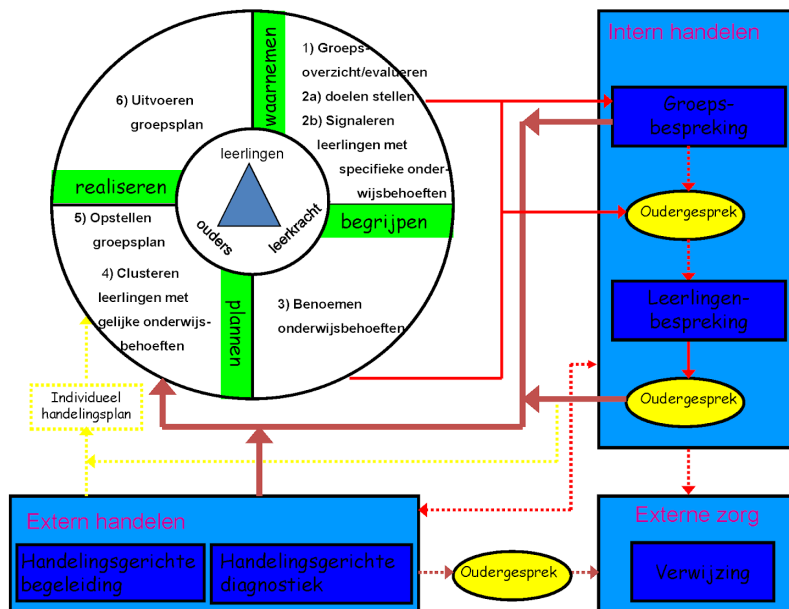 waarnemen
1) Groeps-
overzicht/evalueren
2a) doelen stellen
2b) Signaleren
leerlingen met
specifieke onder-
wijsbehoeften
begrijpen
3) Benoemen
onderwijsbehoeften
plannen
4) Clusteren
leerlingen met
gelijke onderwijs-
behoeften
5) Opstellen
groepsplan
realiseren
6) Uitvoeren
groepsplan
leerlingen
ouders
leerkracht
Individueel
handelingsplan
Intern handelen
Groeps-
bespreking
Oudergesprek
Leerlingen-
bespreking
Oudergesprek
Extern handelen
Handelingsgerichte
begeleiding
Handelingsgerichte
diagnostiek
Oudergesprek
Externe zorg
Verwijzing